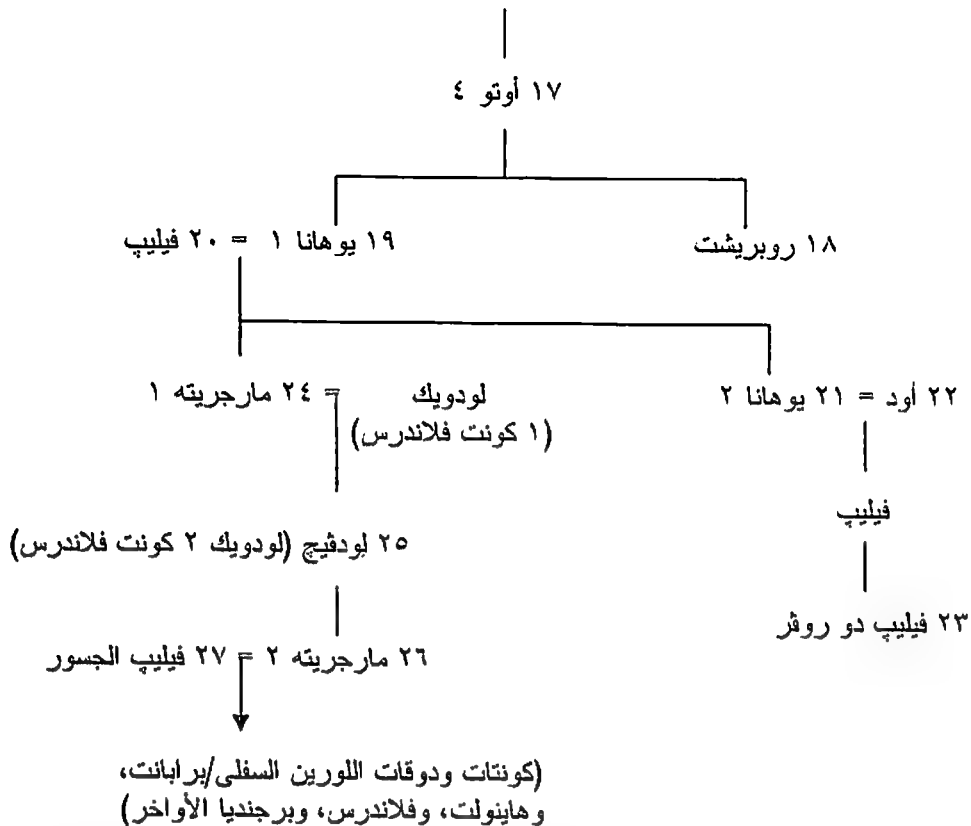 ١٧ أوتو ٤
١٨ روبريشت
١٩ يوهانا ١ = ٢٠ فيليپ
٢٢ أود = ٢١ يوهانا ٢
لودويك = ٢٤ مارجريته ١
(١ كونت فلاندرس)
فيليپ
٢٥ لودڤيچ (لودويك ٢ كونت فلاندرس)
٢٣ فيليپ دو روڤر
٢٦ مارجريته ٢ = ٢٧ فيليپ الجسور
(كونتات ودوقات اللورين السفلى/برابانت،
وهاينولت، وفلاندرس، وبرجنديا الأواخر)